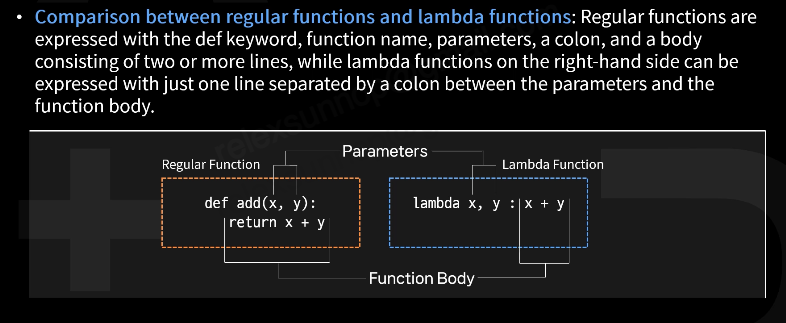 • Comparison between regular functions and lambda functions: Regular functions are
expressed with the def keyword, function name, parameters, a colon, and a body
consisting of two or more lines, while lambda functions on the right-hand side can be
expressed with just one line separated by a colon between the parameters and the
function body.
Parameters
Regular Function
Lambda Function
def add(x, y):
return x + y
lambda x, y : x + y
Function Body